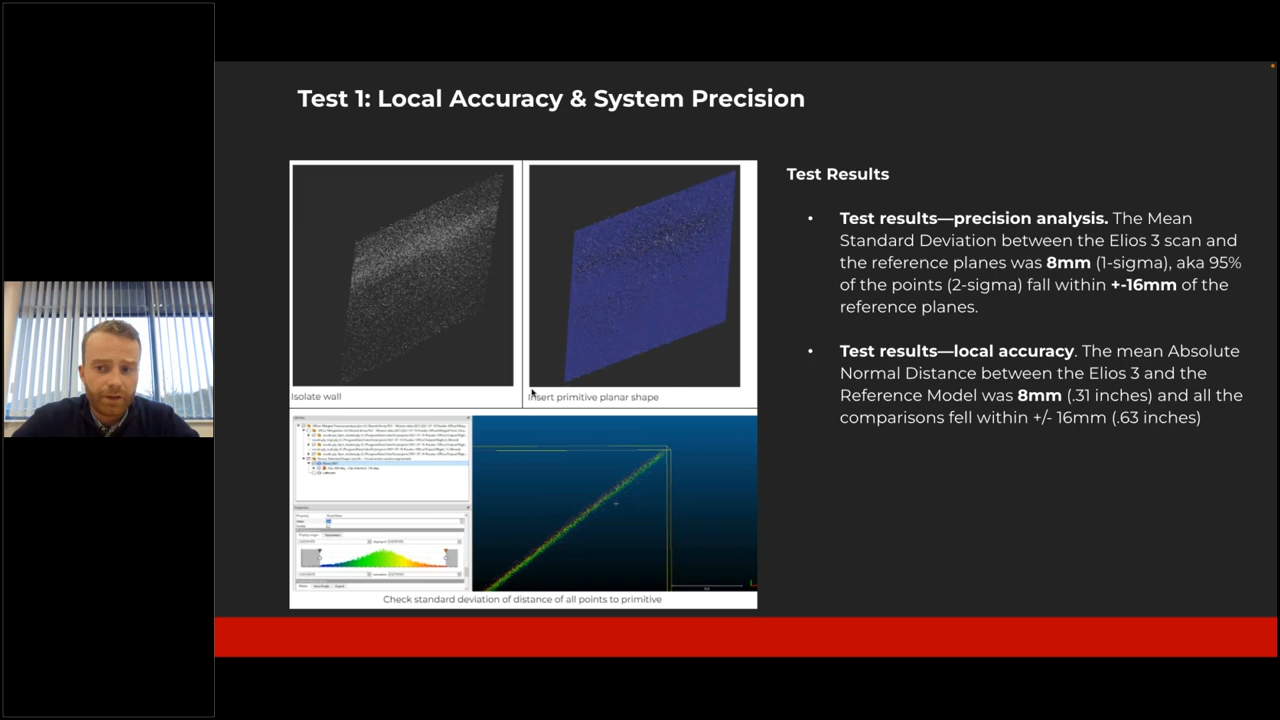 Test 1: Local Accuracy & System Precision
Isolate wall
Insert primitive planar shape
Check standard deviation of distance of all points to primitive
Test Results
• Test results—precision analysis. The Mean
Standard Deviation between the Elios 3 scan and
the reference planes was 8mm (1-sigma), aka 95%
of the points (2-sigma) fall within +-16mm of the
reference planes.
• Test results—local accuracy. The mean Absolute
Normal Distance between the Elios 3 and the
Reference Model was 8mm (.31 inches) and all the
comparisons fell within +/- 16mm (.63 inches)